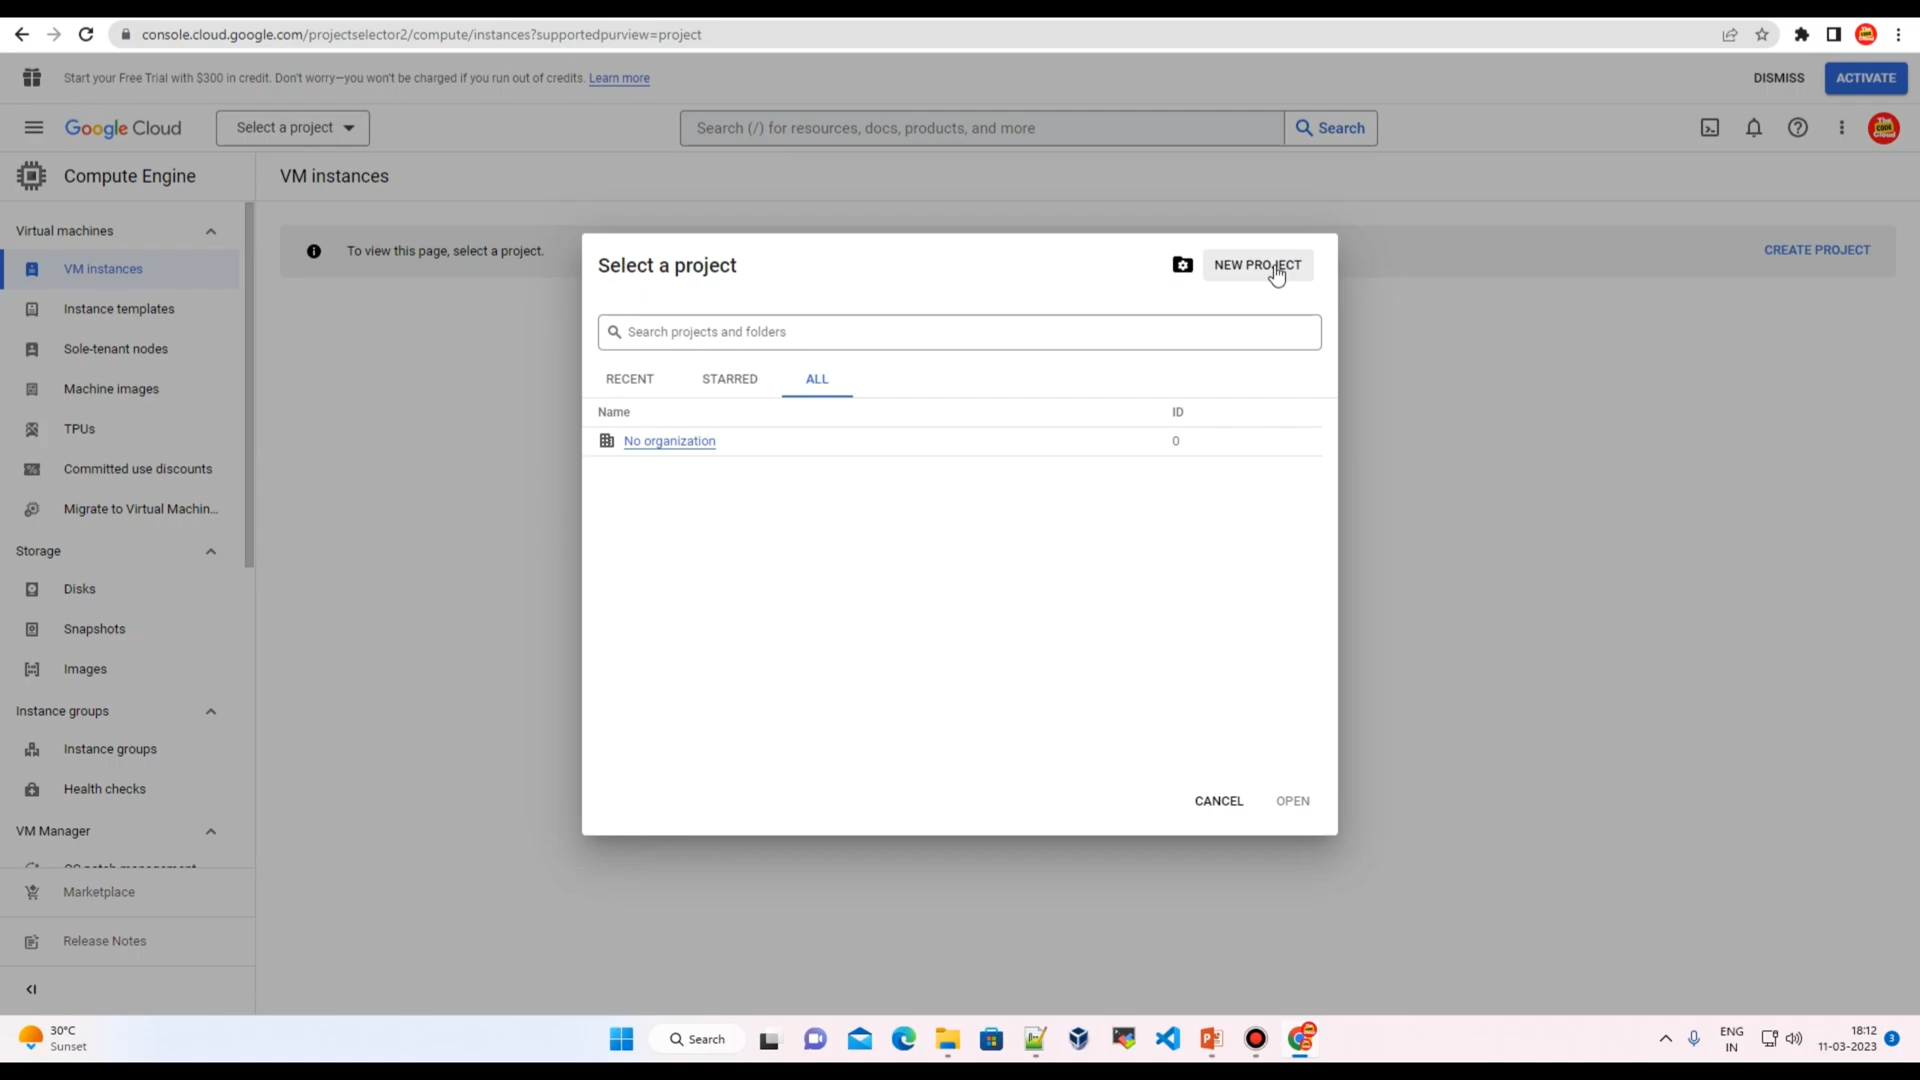 console.cloud.google.com/projectselector2/compute/instances?supportedpurview=project
Start your Free Trial with $300 in credit. Don't worry—you won't be charged if you run out of credits. Learn more
DISMISS
ACTIVATE
Google Cloud
Select a project
Search (/) for resources, docs, products, and more
Search
The CODE Cloud
Compute Engine
VM instances
Virtual machines
VM instances
Instance templates
Sole-tenant nodes
Machine images
TPUs
Committed use discounts
Migrate to Virtual Machin...
Storage
Disks
Snapshots
Images
Instance groups
Instance groups
Health checks
VM Manager
Marketplace
Release Notes
To view this page, select a project.
CREATE PROJECT
Select a project
NEW PROJECT
Search projects and folders
RECENT
STARRED
ALL
Name
ID
No organization
0
CANCEL
OPEN
30°C
Sunset
Search
ENG
IN
18:12
11-03-2023
3